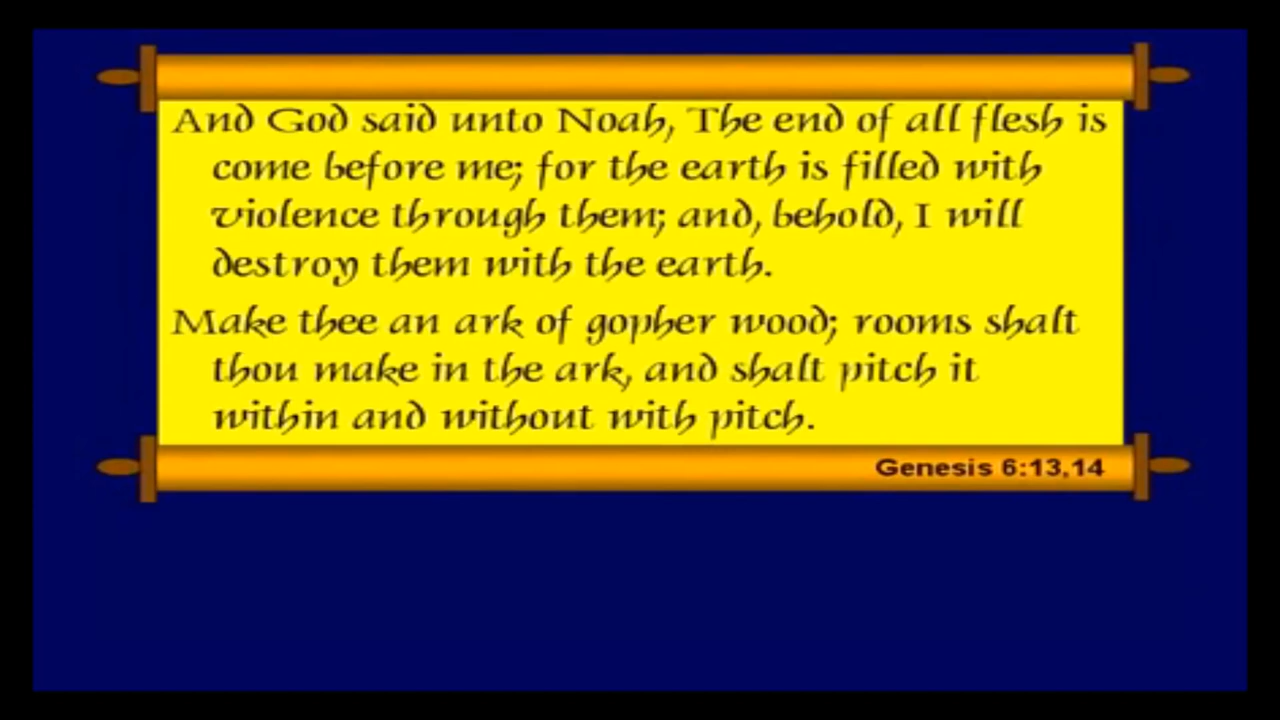 And God said unto Noah, The end of all flesh is
come before me; for the earth is filled with
violence through them; and, behold, I will
destroy them with the earth.
Make thee an ark of gopher wood; rooms shalt
thou make in the ark, and shalt pitch it
within and without with pitch.
Genesis 6:13,14